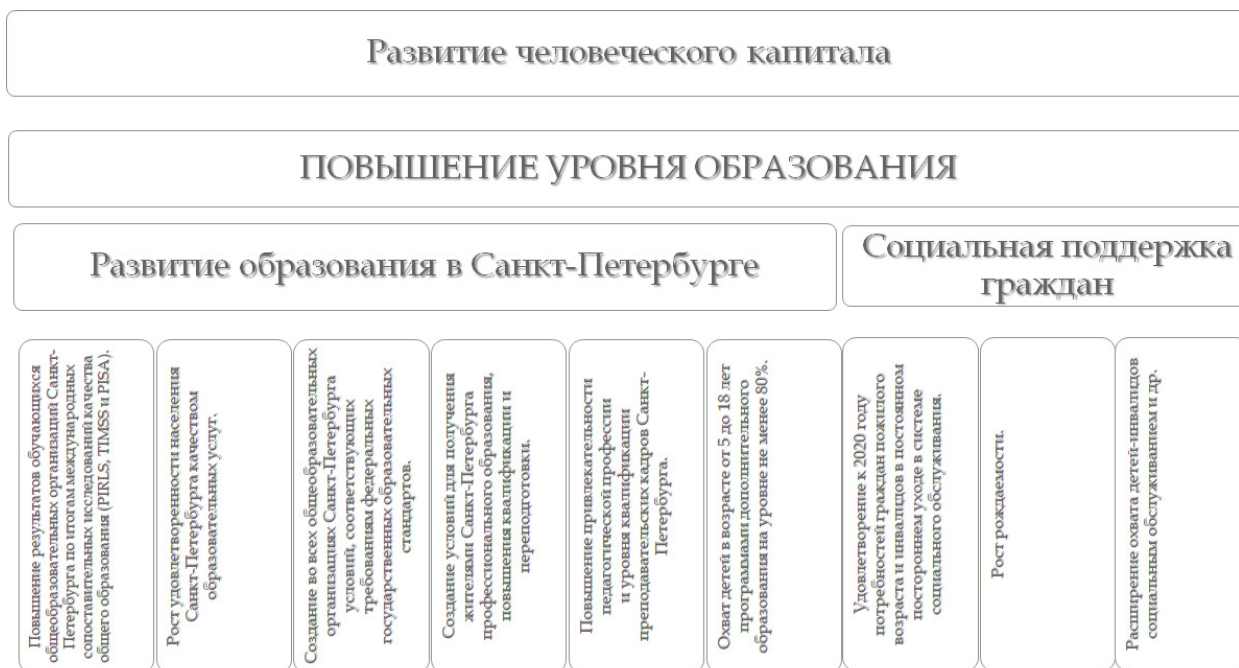 Развитие человеческого капитала
ПОВЫШЕНИЕ УРОВНЯ ОБРАЗОВАНИЯ
Развитие образования в Санкт-Петербурге
Социальная поддержка
граждан
Повышение результатов обучающихся
общеобразовательных организаций Санкт-
Петербурга по итогам международных
сопоставительных исследований качества
общего образования (PIRLS, TIMSS и PISA).
Рост удовлетворенности населения
Санкт-Петербурга качеством
образовательных услуг.
Создание во всех общеобразовательных
организациях Санкт-Петербурга
условий, соответствующих
требованиям федеральных
государственных образовательных
стандартов.
Создание условий для получения
жителями Санкт-Петербурга
профессионального образования,
повышения квалификации и
переподготовки.
Повышение привлекательности
педагогической профессии
и уровня квалификации
преподавательских кадров Санкт-
Петербурга.
Охват детей в возрасте от 5 до 18 лет
программами дополнительного
образования на уровне не менее 80%.
Удовлетворение к 2020 году
потребностей граждан пожилого
возраста и инвалидов в постоянном
постороннем уходе в системе
социального обслуживания.
Рост рождаемости.
Расширение охвата детей-инвалидов
социальным обслуживанием и др.